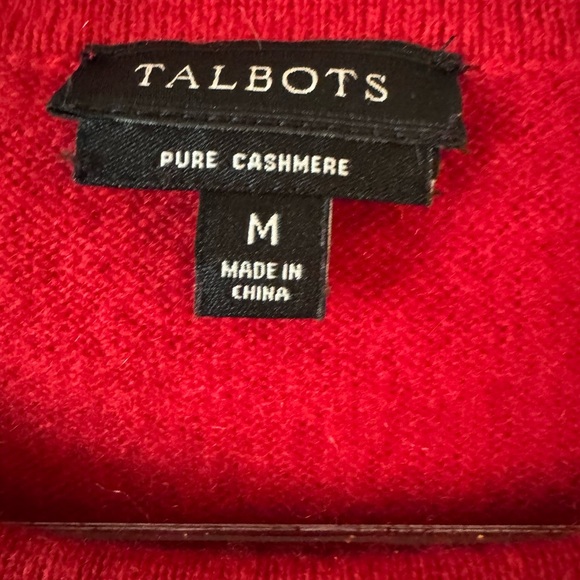 TALBOTS
PURE CASHMERE
M
MADE IN
CHINA